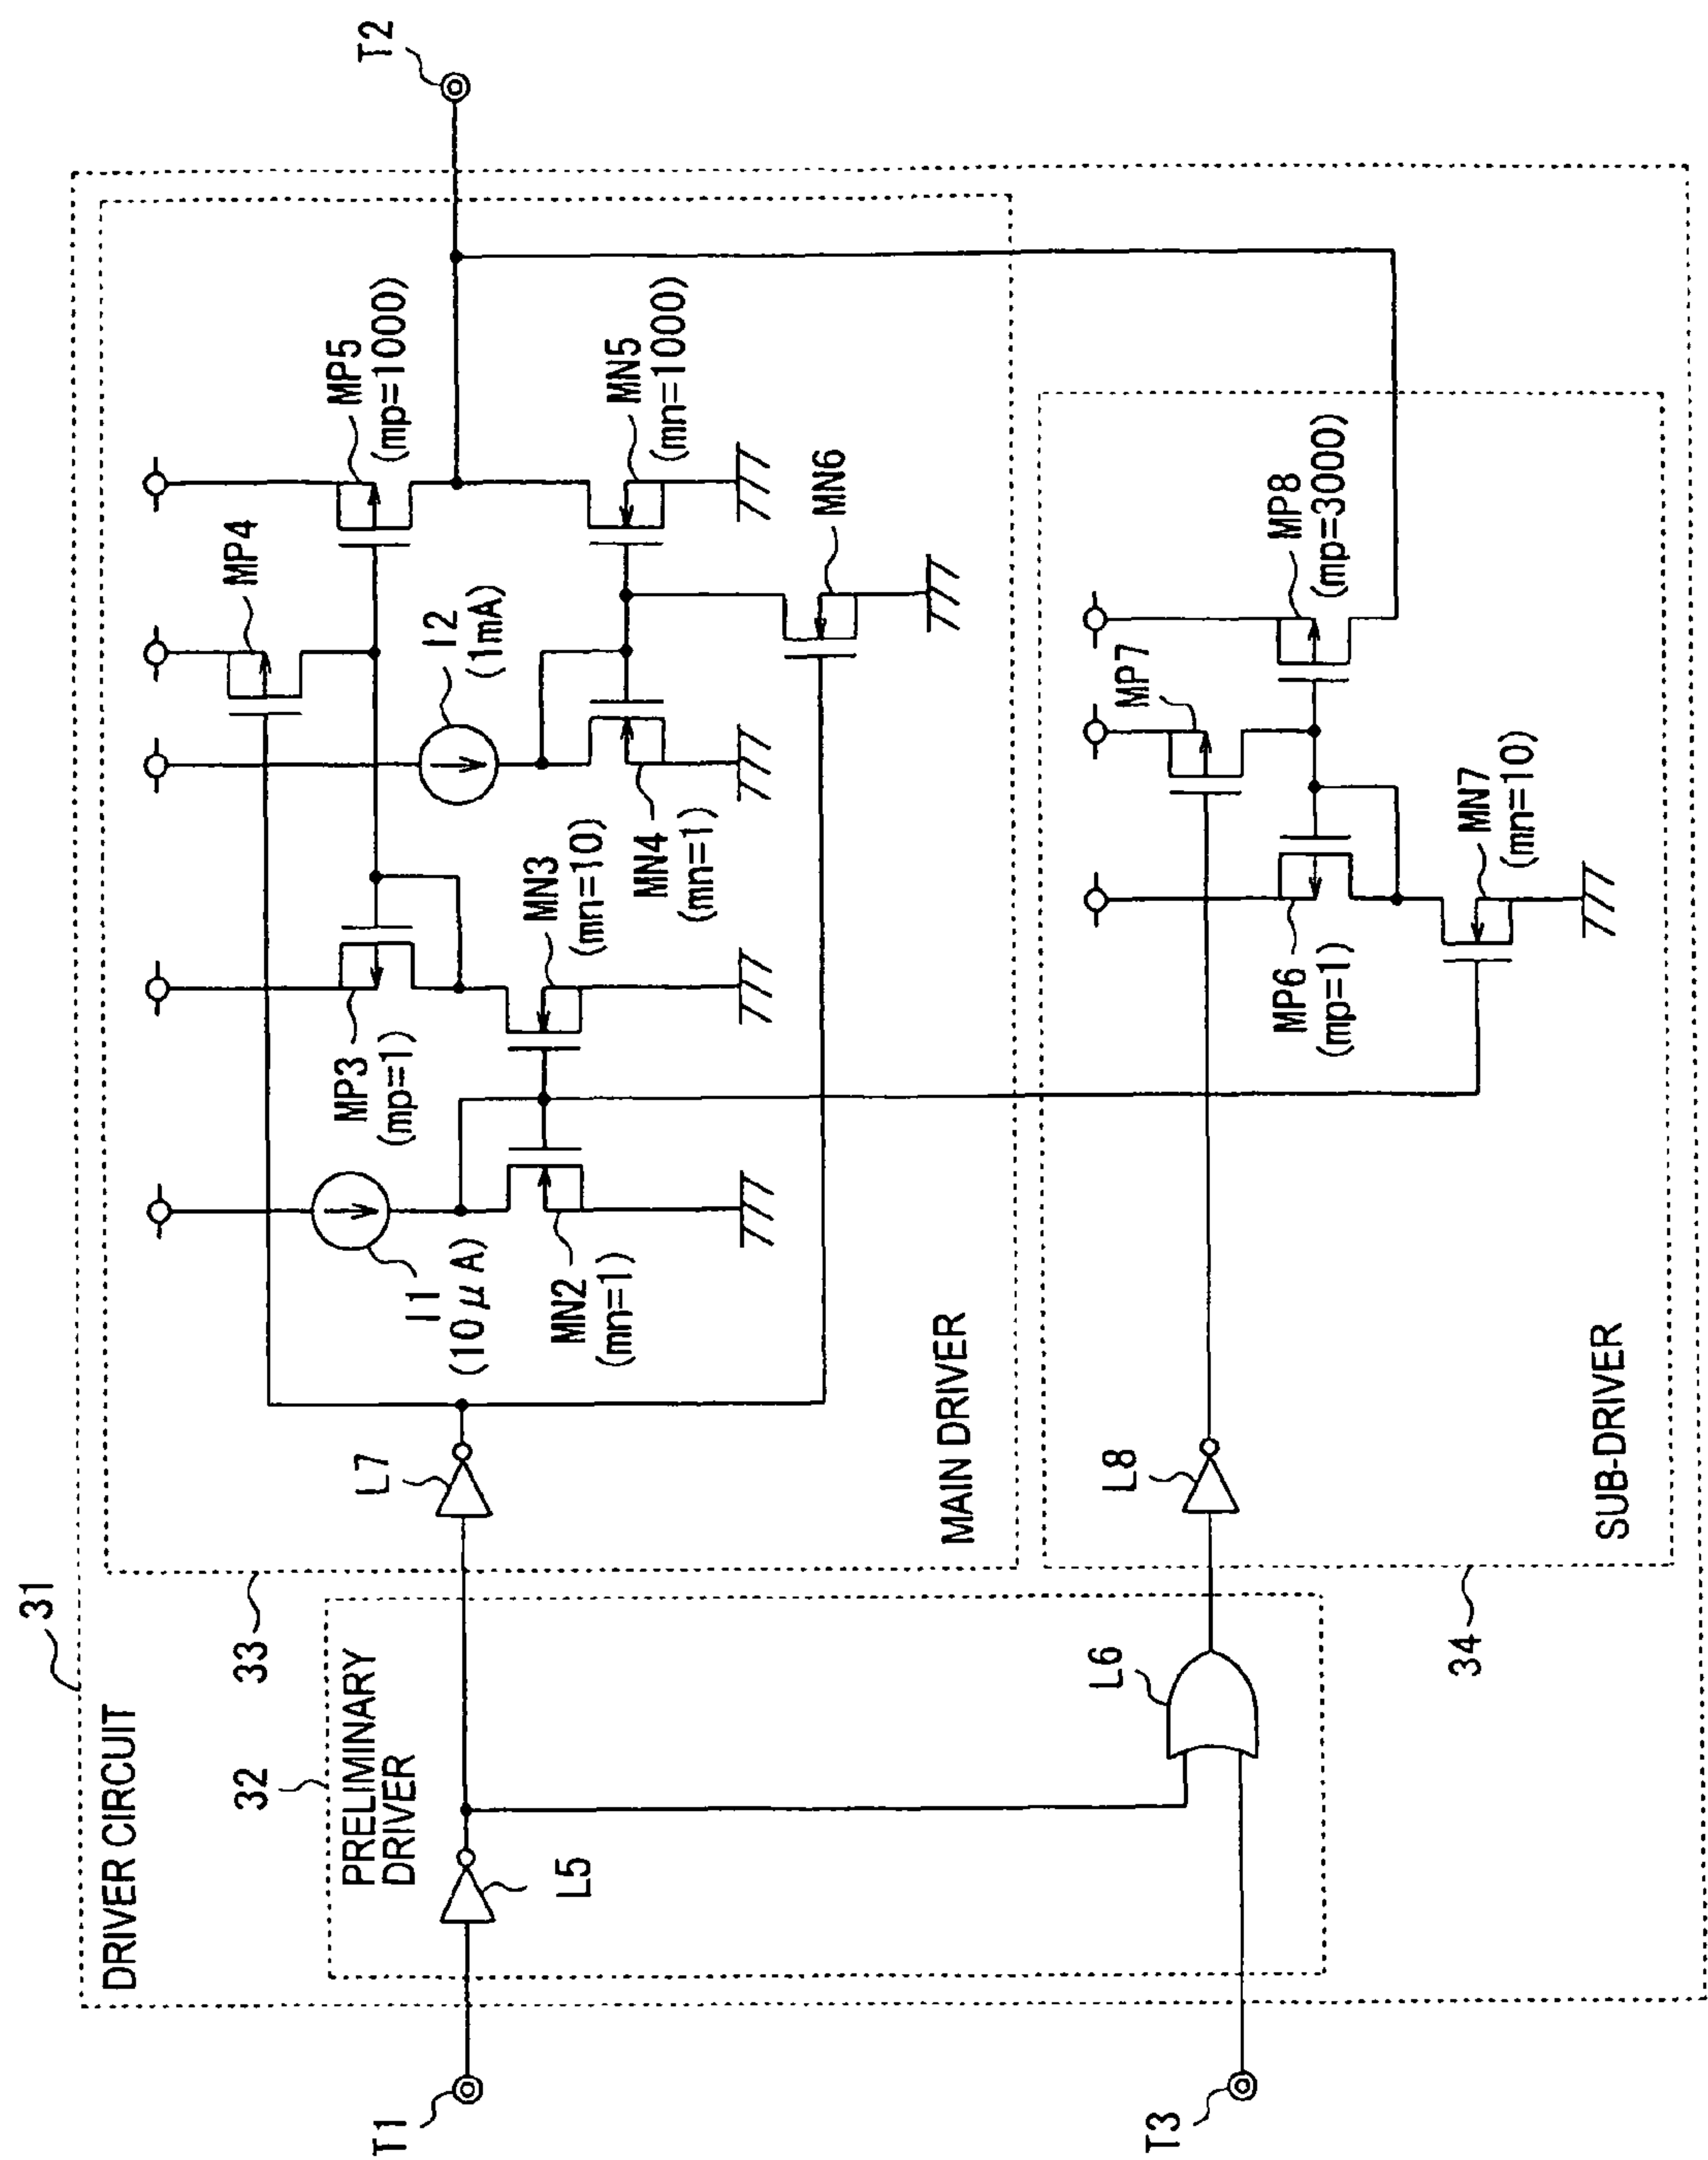 31
DRIVER CIRCUIT
32
PRELIMINARY
DRIVER
L5
L6
T1
T3
33
MAIN DRIVER
L7
I1
(10μA)
MN2
(mn=1)
MP3
(mp=1)
MN3
(mn=10)
MP4
I2
(1mA)
MN4
(mn=1)
MP5
(mp=1000)
MN5
(mn=1000)
MN6
T2
34
SUB-DRIVER
L8
MP6
(mp=1)
MN7
(mn=10)
MP7
MP8
(mp=3000)